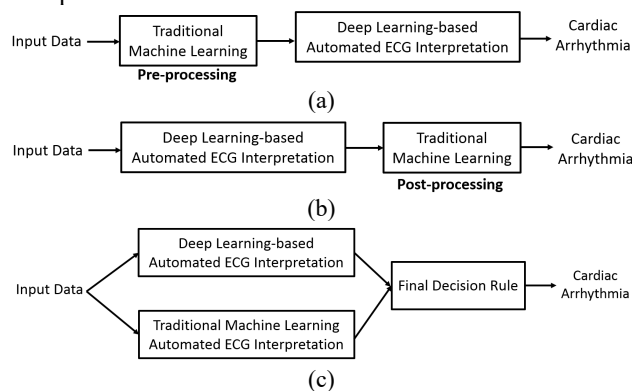 Input Data
Traditional
Machine Learning
Pre-processing
Deep Learning-based
Automated ECG Interpretation
Cardiac
Arrhythmia
(a)
Input Data
Deep Learning-based
Automated ECG Interpretation
Traditional
Machine Learning
Post-processing
Cardiac
Arrhythmia
(b)
Input Data
Deep Learning-based
Automated ECG Interpretation
Traditional Machine Learning
Automated ECG Interpretation
Final Decision Rule
Cardiac
Arrhythmia
(c)